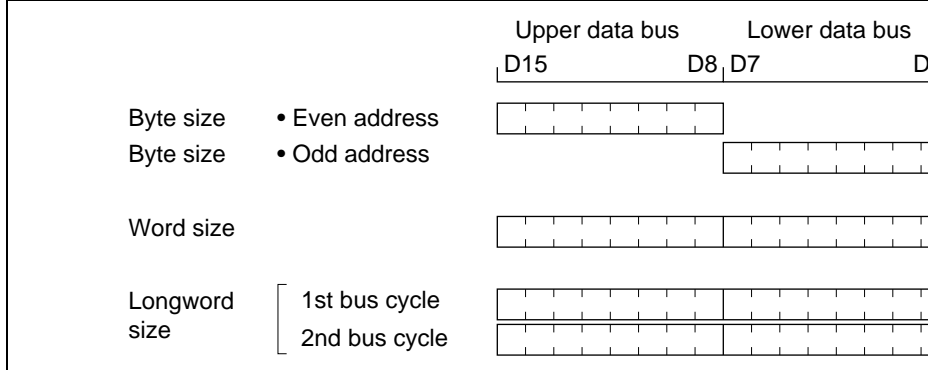 Upper data bus Lower data bus
D15 D8 D7 D
Byte size • Even address
Byte size • Odd address
Word size
Longword size
1st bus cycle
2nd bus cycle